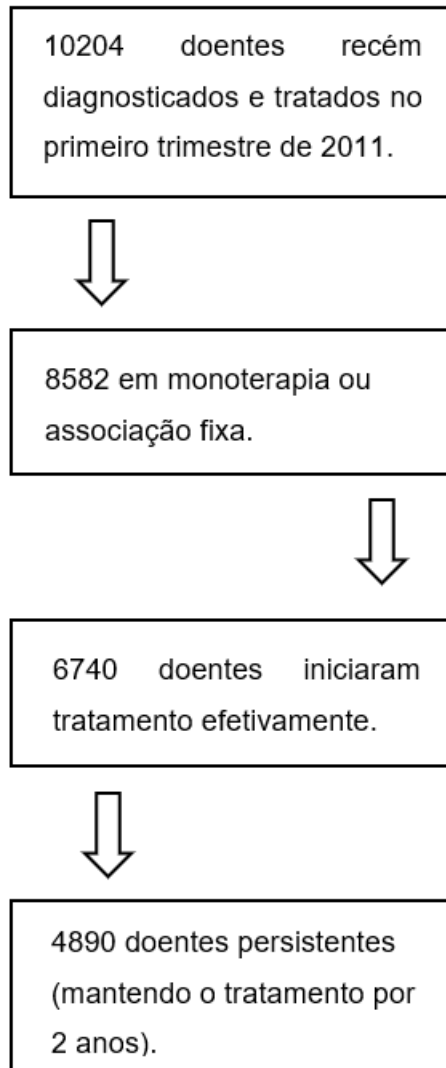 10204 doentes recém
diagnosticados e tratados no
primeiro trimestre de 2011.
8582 em monoterapia ou
associação fixa.
6740 doentes iniciaram
tratamento efetivamente.
4890 doentes persistentes
(mantendo o tratamento por
2 anos).